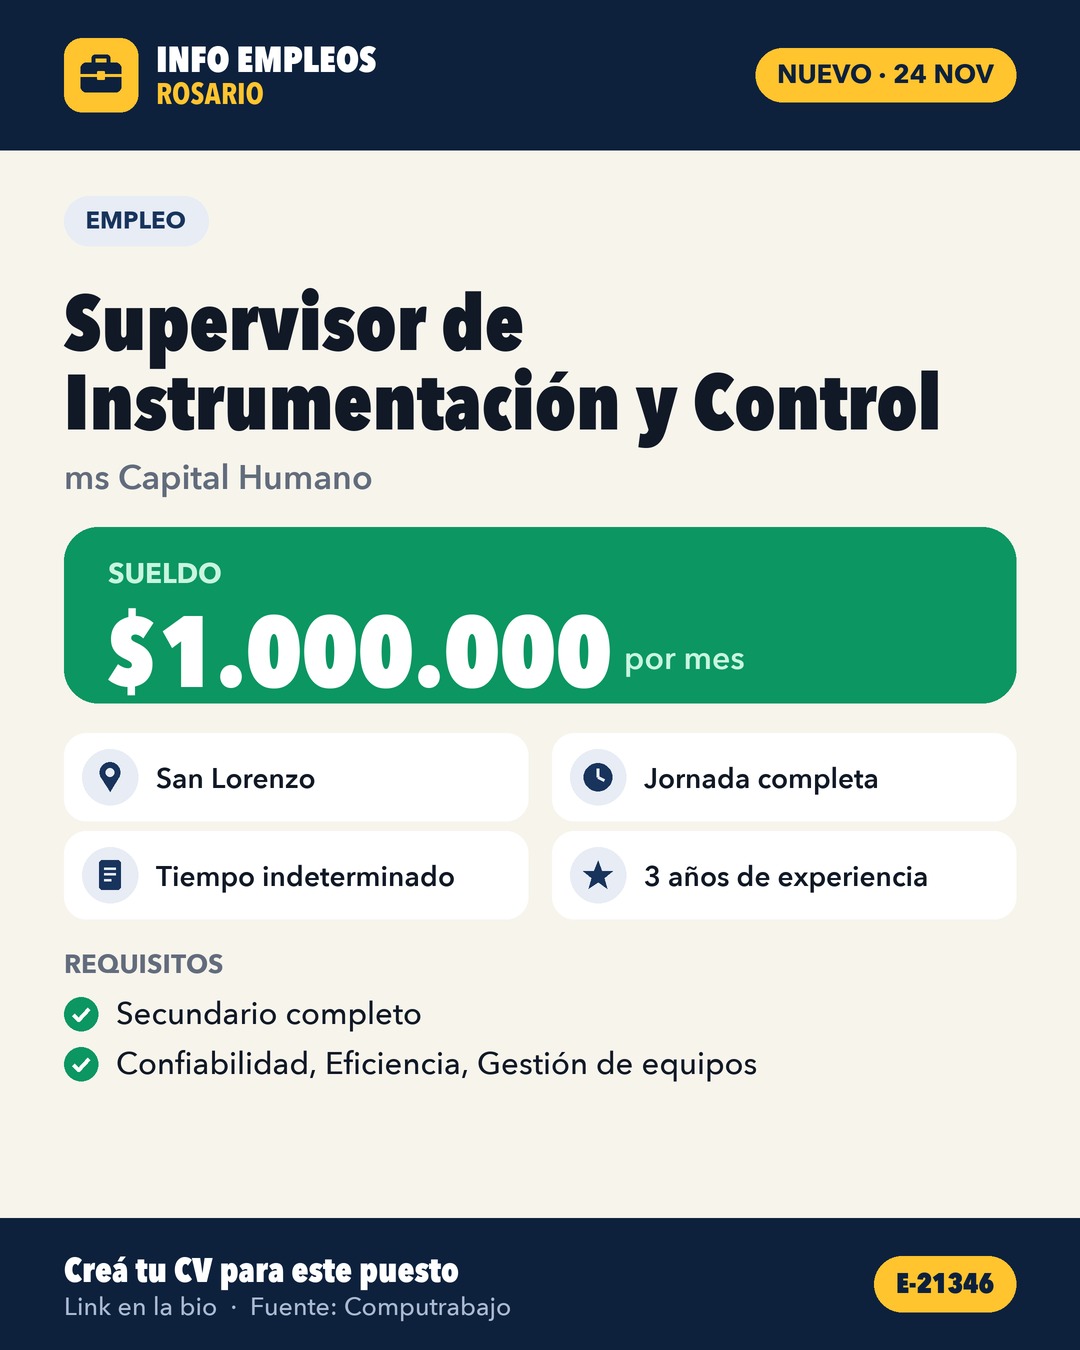 INFO EMPLEOS
ROSARIO
NUEVO · 24 NOV
EMPLEO
Supervisor de
Instrumentación y Control
ms Capital Humano
SUELDO
$1.000.000 por mes
San Lorenzo
Jornada completa
Tiempo indeterminado
3 años de experiencia
REQUISITOS
Secundario completo
Confiabilidad, Eficiencia, Gestión de equipos
Creá tu CV para este puesto
Link en la bio · Fuente: Computrabajo
E-21346